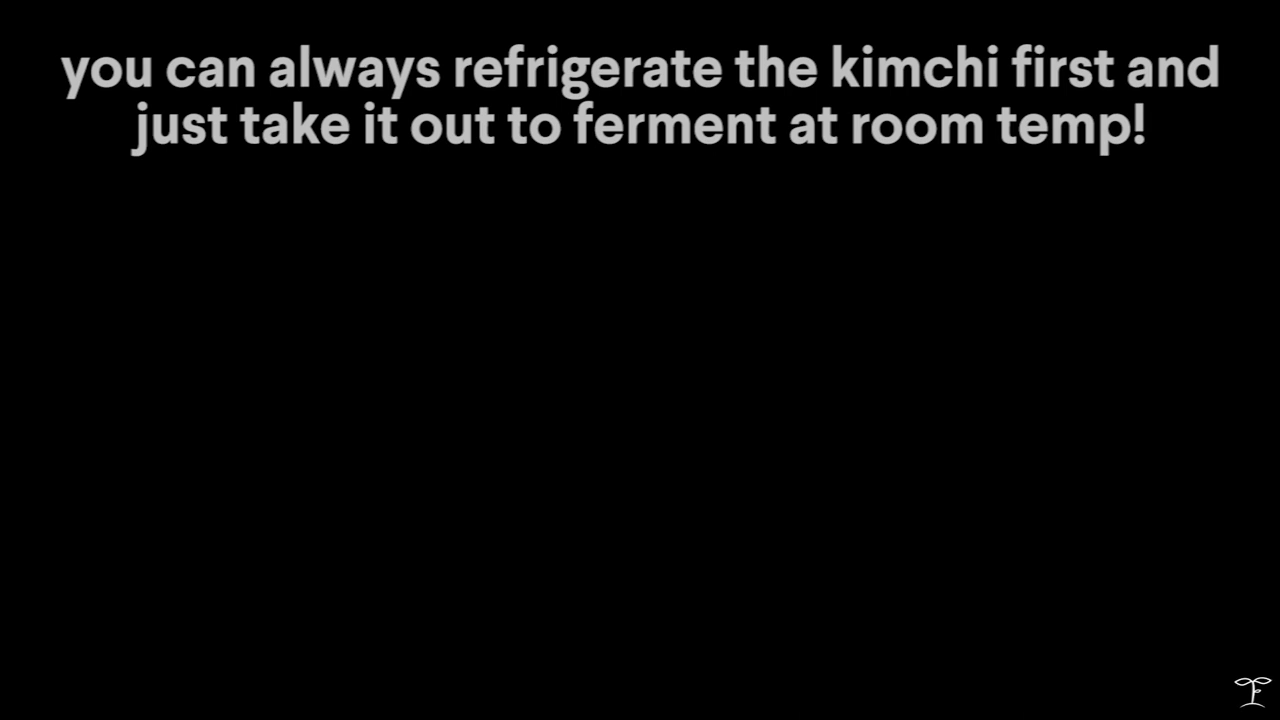 you can always refrigerate the kimchi first and
just take it out to ferment at room temp!